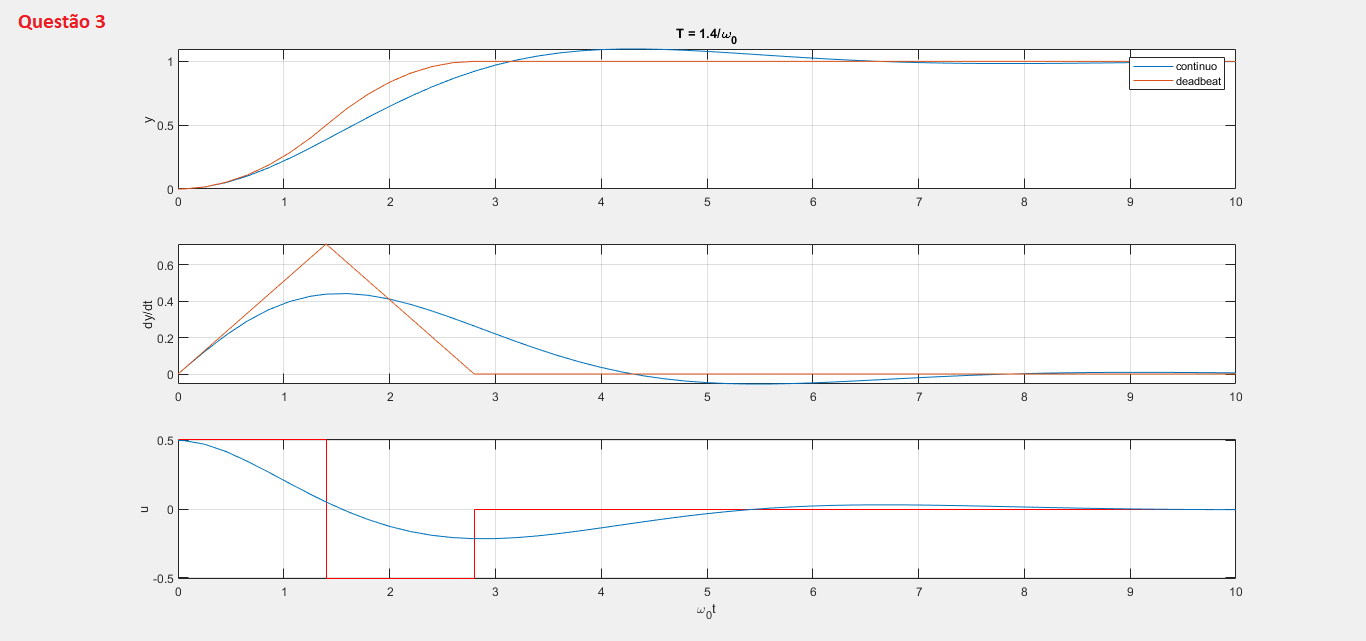 Questão 3
T = 1.4/ω0
y
1
0.5
0
continuo
deadbeat
0 1 2 3 4 5 6 7 8 9 10
dy/dt
0.6
0.4
0.2
0
0 1 2 3 4 5 6 7 8 9 10
u
0.5
0
-0.5
0 1 2 3 4 5 6 7 8 9 10
ω0t